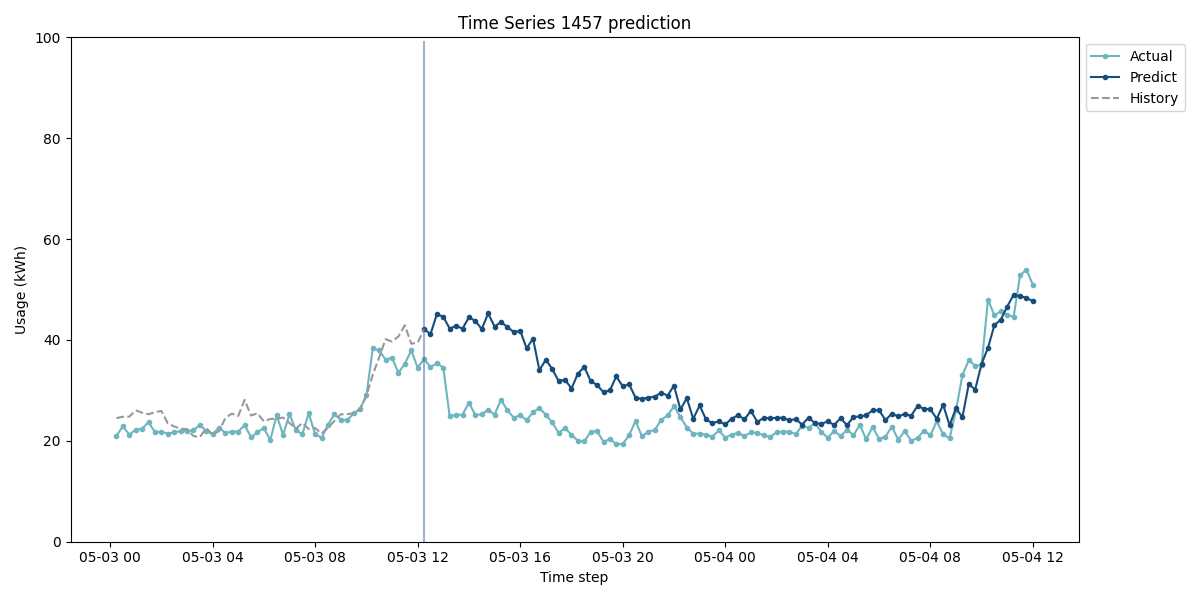 Time Series 1457 prediction
100
80
60
40
20
0
Usage (kWh)
05-03 00
05-03 04
05-03 08
05-03 12
05-03 16
05-03 20
05-04 00
05-04 04
05-04 08
05-04 12
Time step
Actual
Predict
History